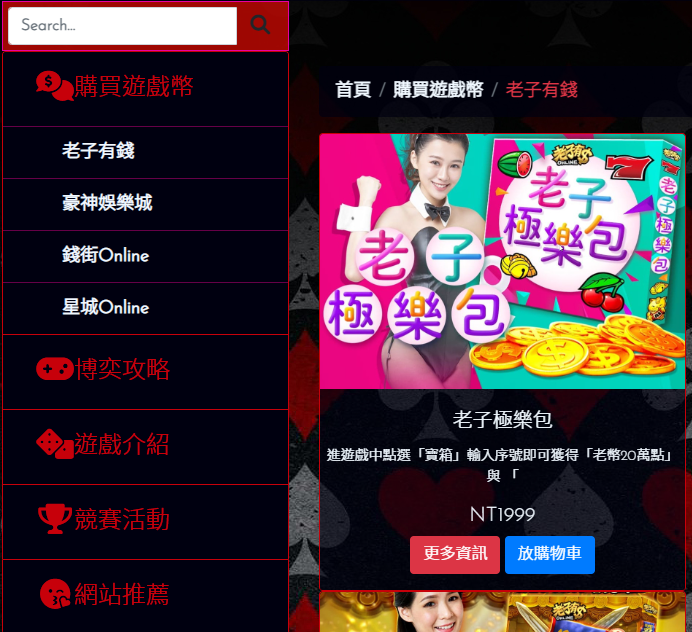 Search...
購買遊戲幣
老子有錢
豪神娛樂城
錢街Online
星城Online
博弈攻略
遊戲介紹
競賽活動
網站推薦
首頁 / 購買遊戲幣 / 老子有錢
老子有錢
ONLINE
老子
極樂包
老子極樂包
老子
極樂包
老子極樂包
進遊戲中點選「寶箱」輸入序號即可獲得「老幣20萬點」
與 「
NT1999
更多資訊 放購物車